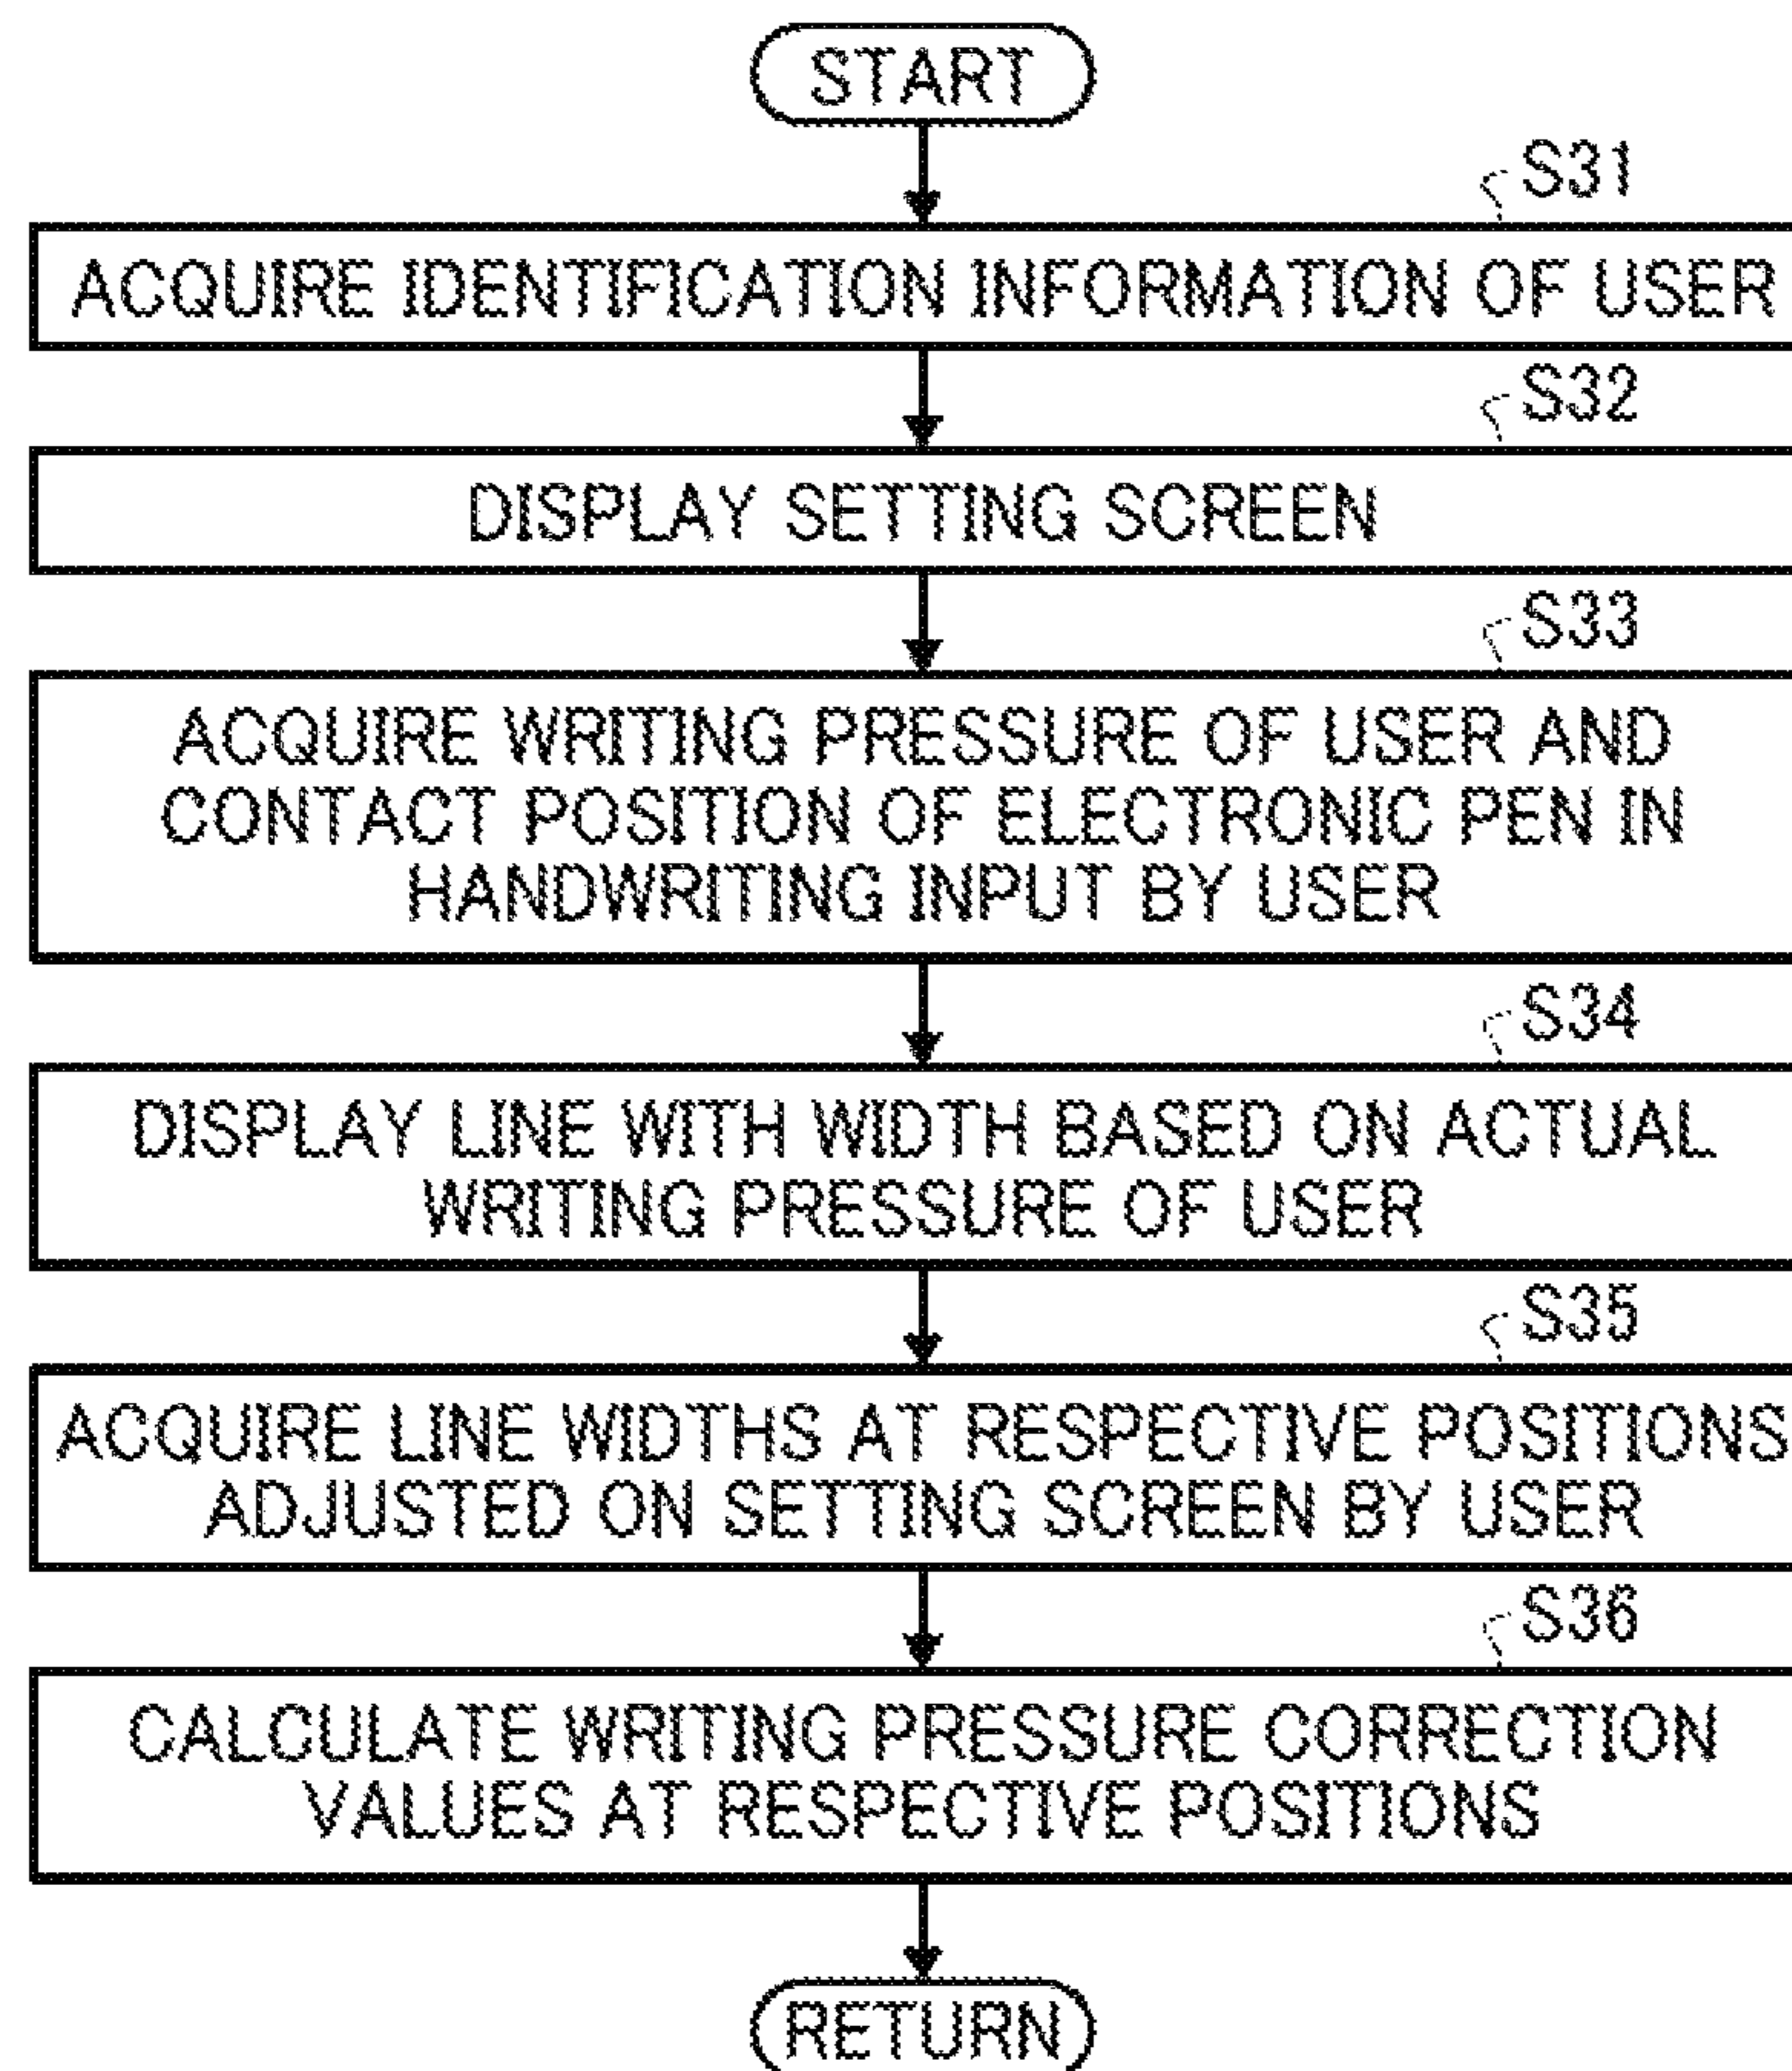 START
S31
ACQUIRE IDENTIFICATION INFORMATION OF USER
S32
DISPLAY SETTING SCREEN
S33
ACQUIRE WRITING PRESSURE OF USER AND
CONTACT POSITION OF ELECTRONIC PEN IN
HANDWRITING INPUT BY USER
S34
DISPLAY LINE WITH WIDTH BASED ON ACTUAL
WRITING PRESSURE OF USER
S35
ACQUIRE LINE WIDTHS AT RESPECTIVE POSITIONS
ADJUSTED ON SETTING SCREEN BY USER
S36
CALCULATE WRITING PRESSURE CORRECTION
VALUES AT RESPECTIVE POSITIONS
RETURN